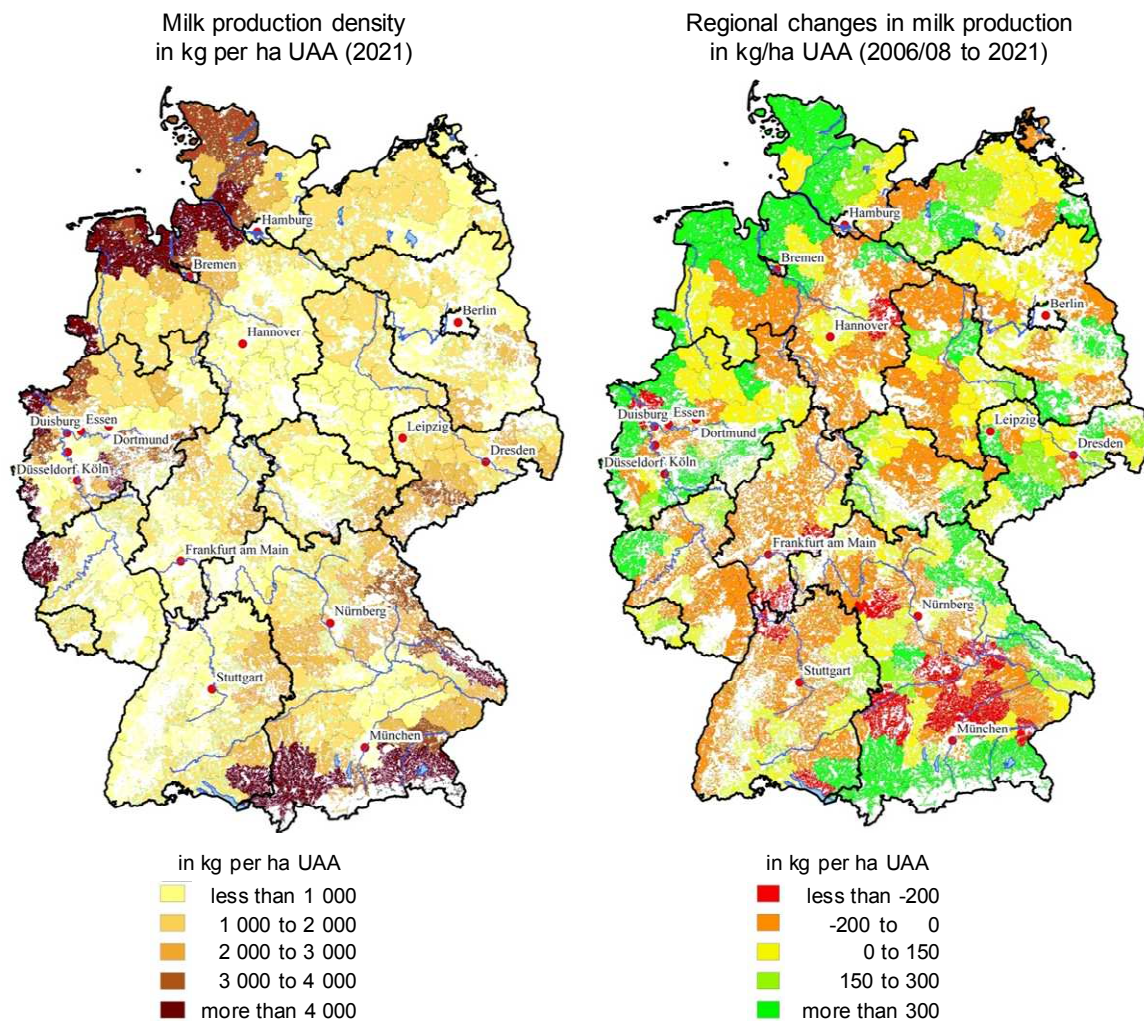 Milk production density
in kg per ha UAA (2021)
Hamburg
Bremen
Berlin
Hannover
Duisburg Essen
Dortmund
Leipzig
Düsseldorf Köln
Dresden
Frankfurt am Main
Nürnberg
Stuttgart
München
in kg per ha UAA
less than 1 000
1 000 to 2 000
2 000 to 3 000
3 000 to 4 000
more than 4 000
Regional changes in milk production
in kg/ha UAA (2006/08 to 2021)
Hamburg
Bremen
Berlin
Hannover
Duisburg Essen
Dortmund
Leipzig
Düsseldorf Köln
Dresden
Frankfurt am Main
Nürnberg
Stuttgart
München
in kg per ha UAA
less than -200
-200 to 0
0 to 150
150 to 300
more than 300